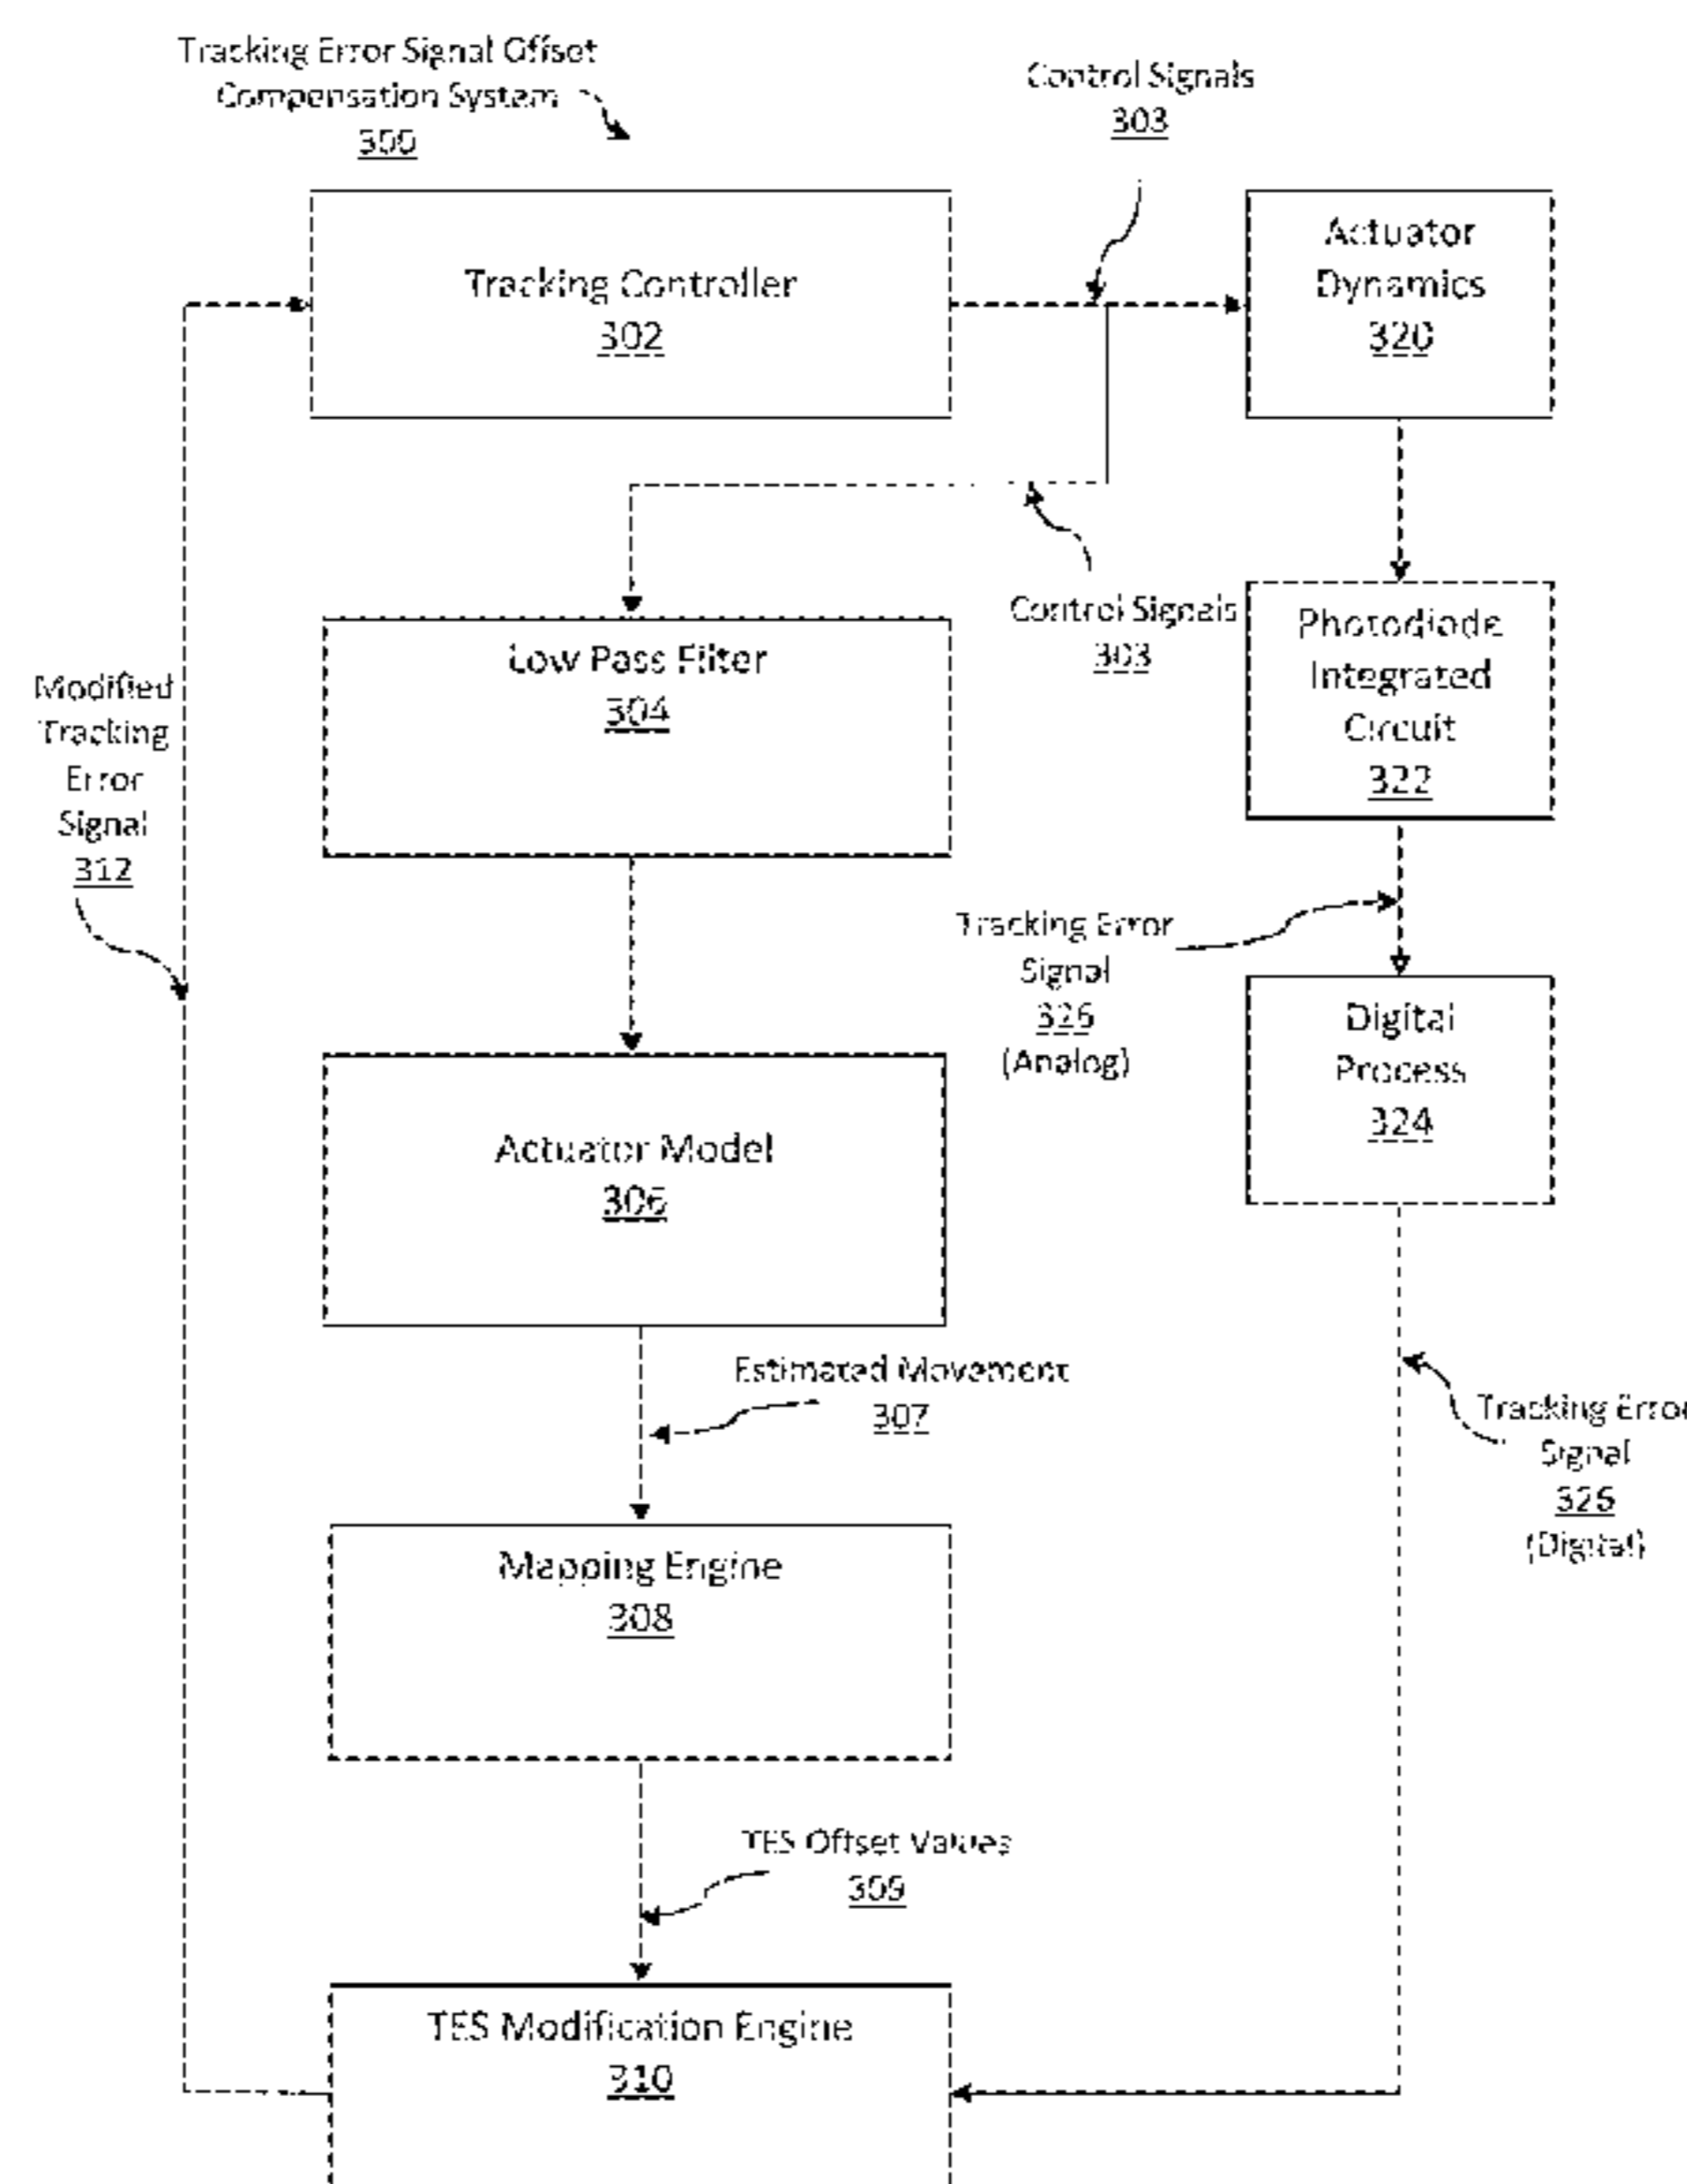 Tracking Error Signal Offset
Compensation System
300
Control Signals
303
Tracking Controller
302
Actuator
Dynamics
320
Low Pass Filter
304
Control Signals
303
Photodiode
Integrated
Circuit
322
Modified
Tracking
Error
Signal
312
Tracking Error
Signal
326
(Analog)
Digital
Process
324
Actuator Model
306
Estimated Movement
307
Tracking Error
Signal
326
(Digital)
Mapping Engine
308
TES Offset Values
309
TES Modification Engine
310